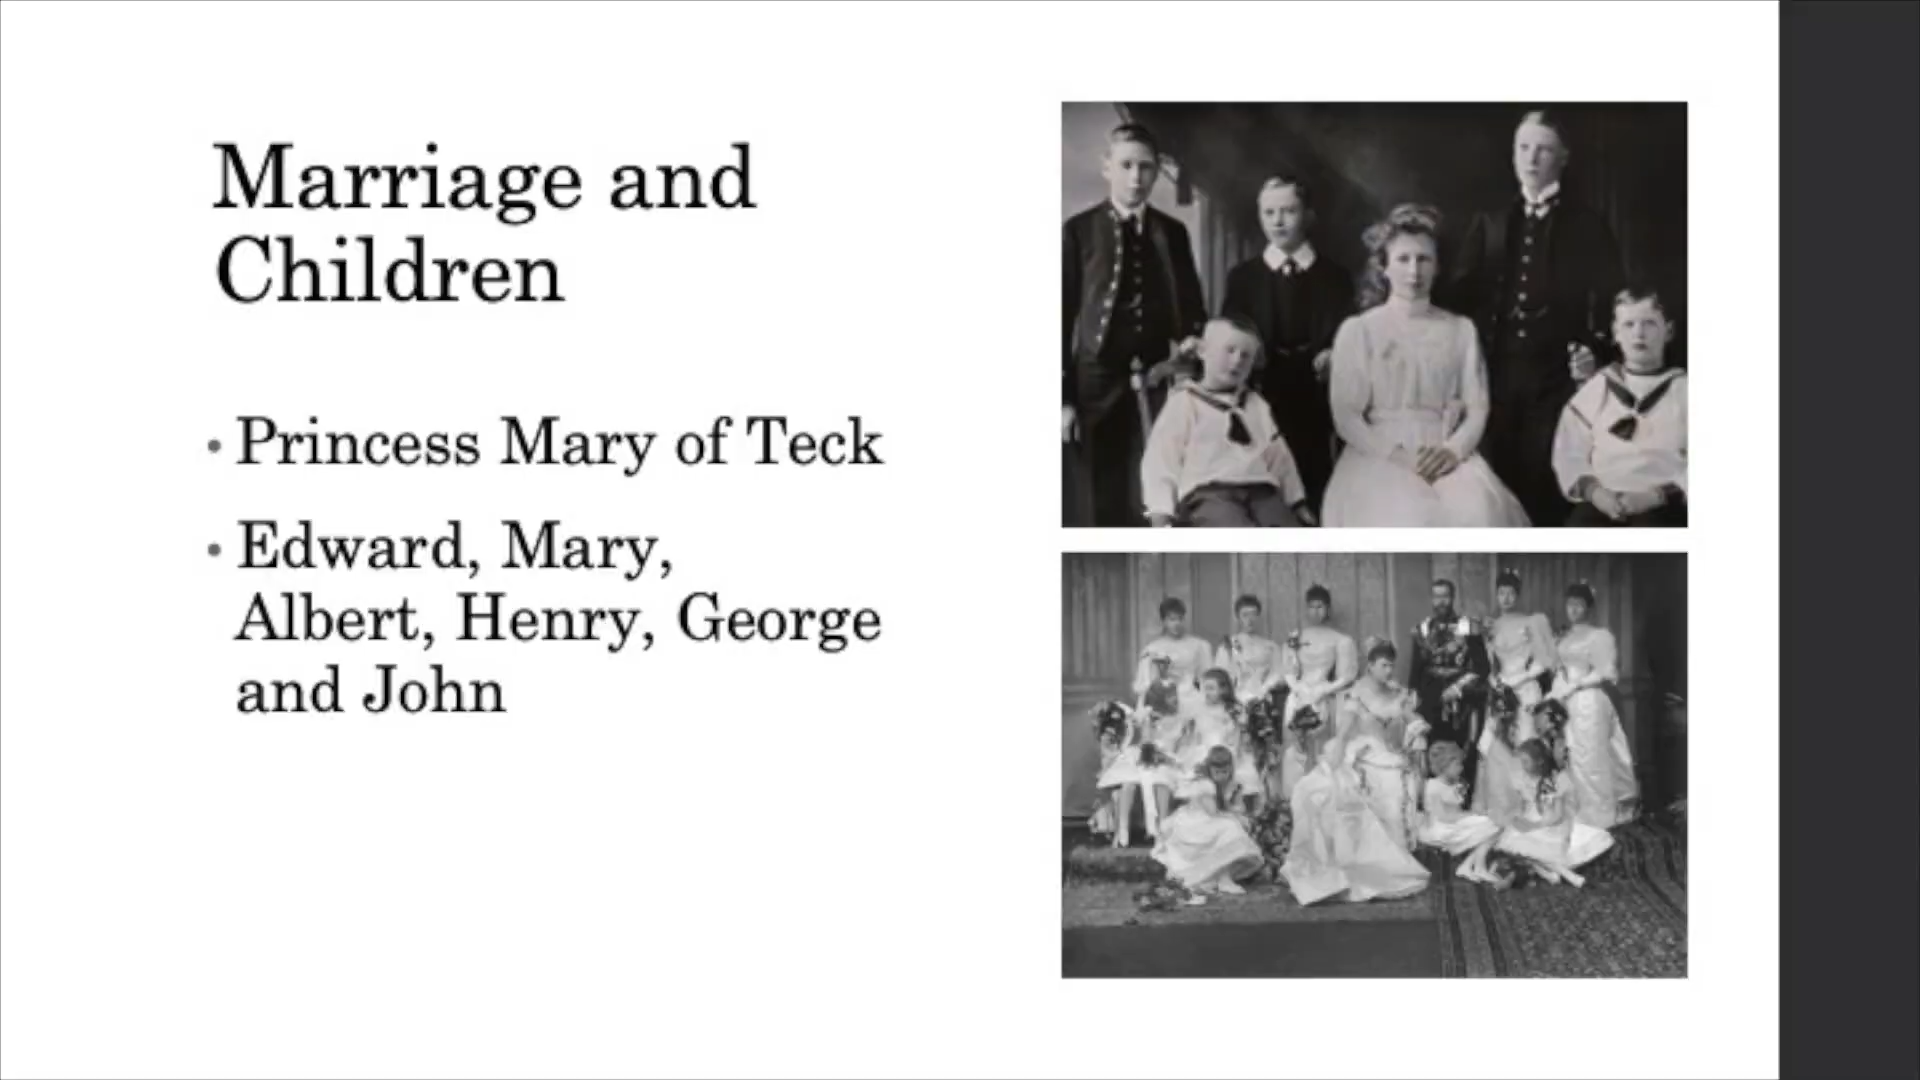 Marriage and
Children
• Princess Mary of Teck
• Edward, Mary,
Albert, Henry, George
and John